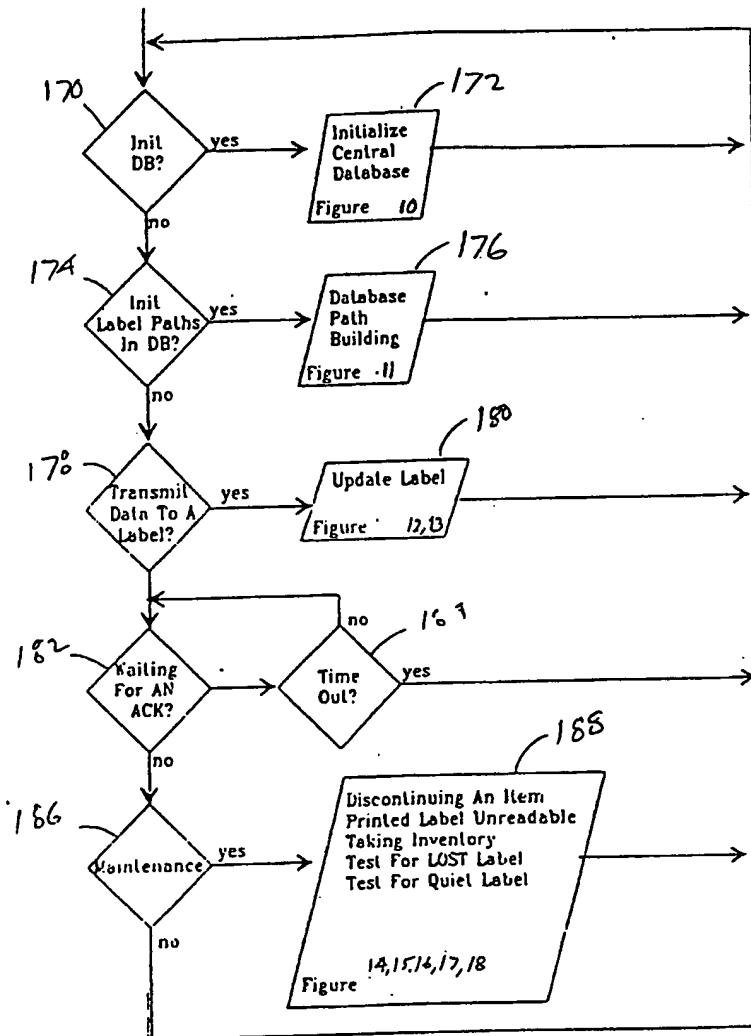 170
172
Init
DB?
yes
Initialize
Central
Database
Figure 10
no
174
176
Init
Label Paths
In DB?
yes
Database
Path
Building
Figure 11
no
178
180
Transmit
Data To A
Label?
yes
Update Label
Figure 12,13
no
182
Waiting
For AN
ACK?
Time
Out?
yes
no
188
186
Maintenance
yes
Discontinuing An Item
Printed Label Unreadable
Taking Inventory
Test For LOST Label
Test For Quiet Label
14,15,16,17,18
Figure
no